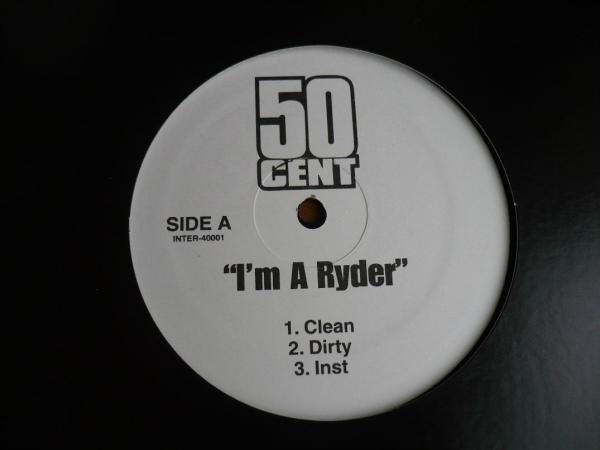 50
CENT
SIDE A
INTER-40001
"I'm A Ryder"
1. Clean
2. Dirty
3. Inst